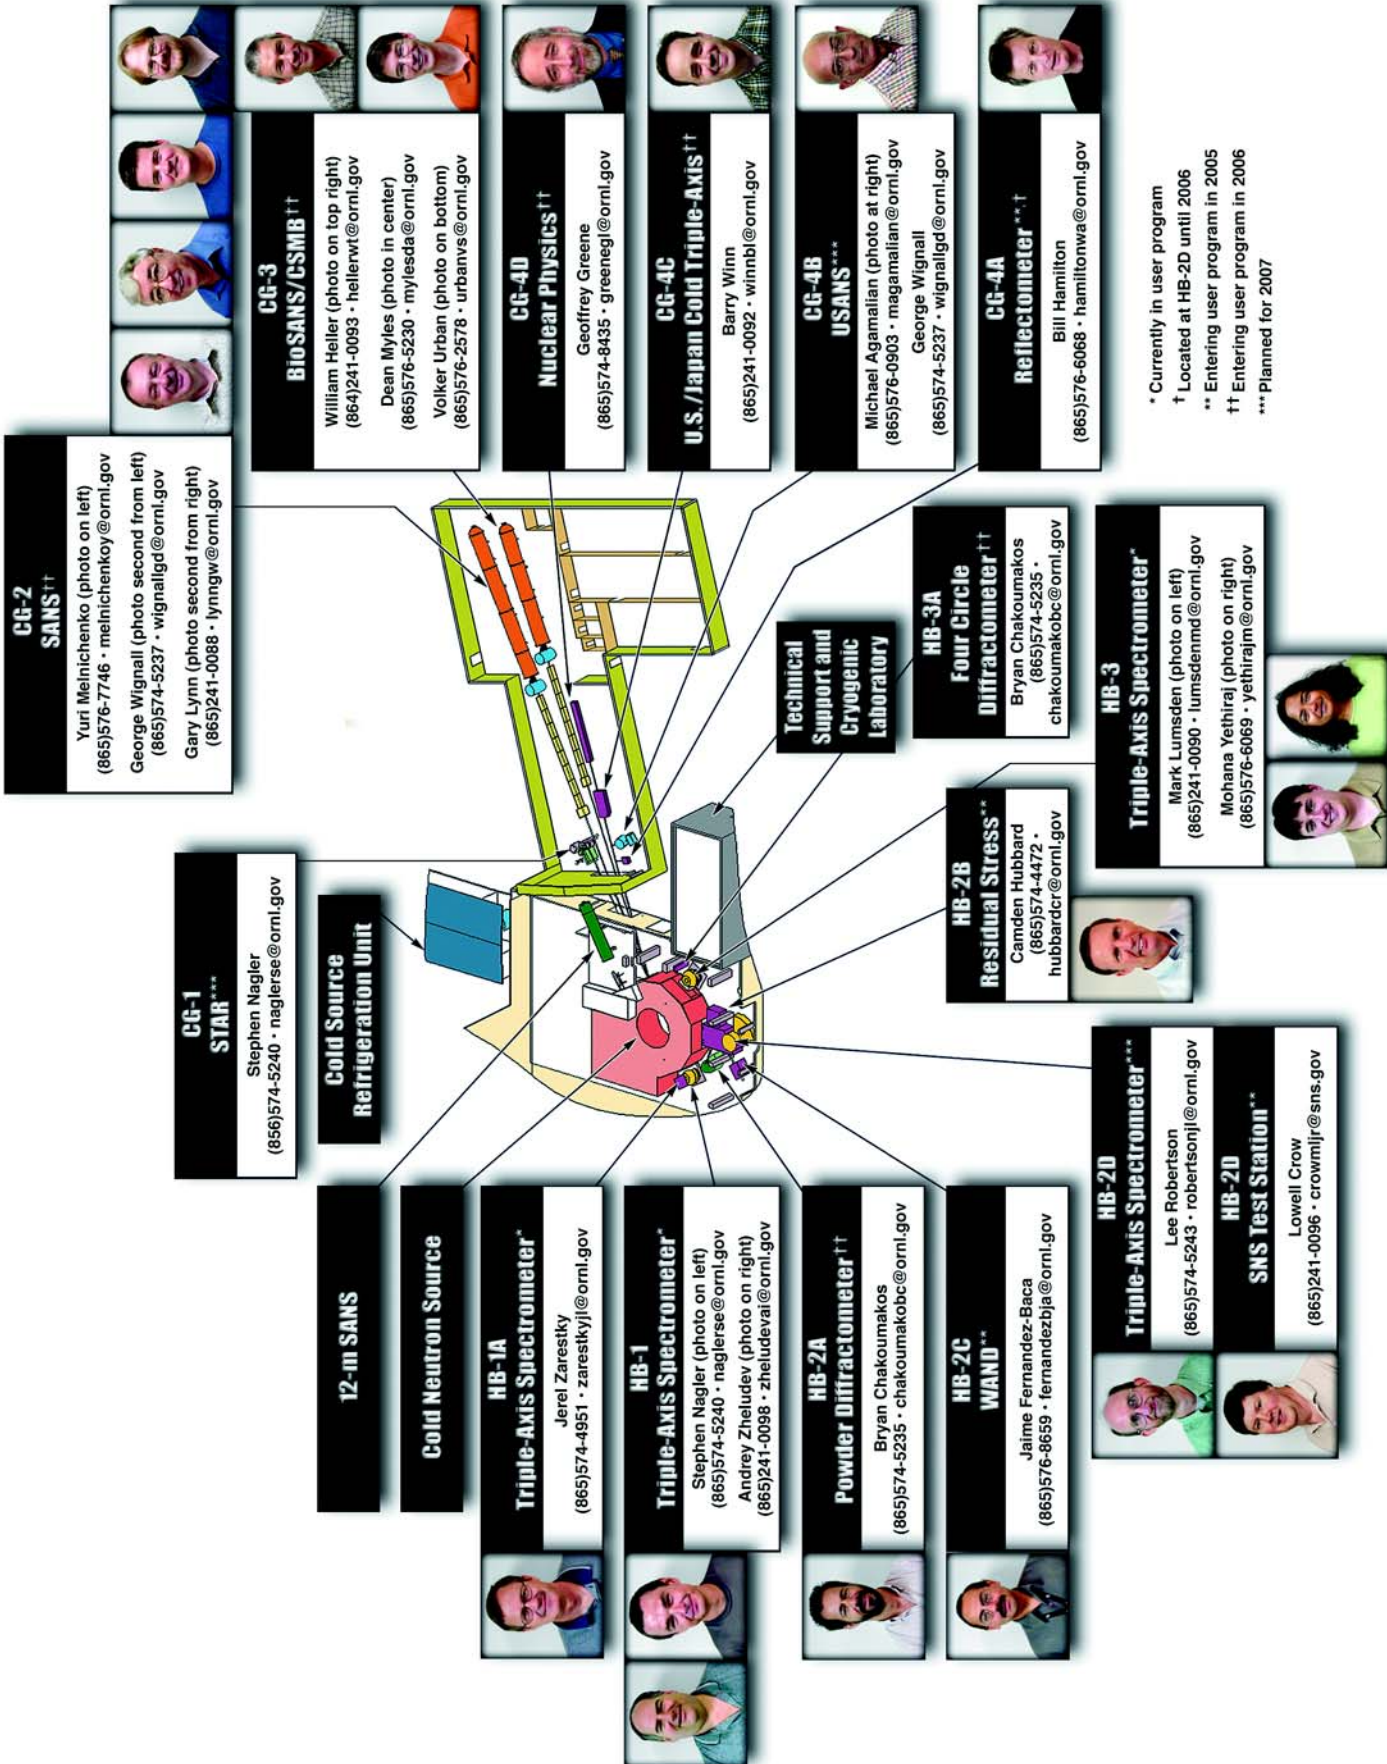 CG-2
SANS††
Yuri Melnichenko (photo on left)
(865)576-7746 • melnichenkoy@ornl.gov
George Wignall (photo second from left)
(865)574-5237 • wignallgd@ornl.gov
Gary Lynn (photo second from right)
(865)241-0088 • lynngw@ornl.gov
CG-1
STAR***
Stephen Nagler
(856)574-5240 • naglerse@ornl.gov
Cold Source
Refrigeration Unit
12-m SANS
Cold Neutron Source
HB-1A
Triple-Axis Spectrometer*
Jerel Zarestky
(865)574-4951 • zarestkyjl@ornl.gov
HB-1
Triple-Axis Spectrometer*
Stephen Nagler (photo on left)
(865)574-5240 • naglerse@ornl.gov
Andrey Zheludev (photo on right)
(865)241-0098 • zheludevai@ornl.gov
HB-2A
Powder Diffractometer††
Bryan Chakoumakos
(865)574-5235 • chakoumakobc@ornl.gov
HB-2C
WAND**
Jaime Fernandez-Baca
(865)576-8659 • fernandezbja@ornl.gov
HB-2D
Triple-Axis Spectrometer***
Lee Robertson
(865)574-5243 • robertsonjl@ornl.gov
HB-2D
SNS Test Station**
Lowell Crow
(865)241-0096 • crowmljr@sns.gov
HB-2B
Residual Stress**
Camden Hubbard
(865)574-4472 •
hubbardcr@ornl.gov
HB-3
Triple-Axis Spectrometer*
Mark Lumsden (photo on left)
(865)241-0090 • lumsdenmd@ornl.gov
Mohana Yethiraj (photo on right)
(865)576-6069 • yethirajm@ornl.gov
HB-3A
Four Circle
Diffractometer††
Bryan Chakoumakos
(865)574-5235 •
chakoumakobc@ornl.gov
Technical
Support and
Cryogenic
Laboratory
CG-3
BioSANS/CSMB††
William Heller (photo on top right)
(864)241-0093 • hellerwt@ornl.gov
Dean Myles (photo in center)
(865)576-5230 • mylesda@ornl.gov
Volker Urban (photo on bottom)
(865)576-2578 • urbanvs@ornl.gov
CG-4D
Nuclear Physics††
Geoffrey Greene
(865)574-8435 • greenegl@ornl.gov
CG-4C
U.S./Japan Cold Triple-Axis††
Barry Winn
(865)241-0092 • winnbl@ornl.gov
CG-4B
USANS***
Michael Agamalian (photo at right)
(865)576-0903 • magamalian@ornl.gov
George Wignall
(865)574-5237 • wignallgd@ornl.gov
CG-4A
Reflectometer**,†
Bill Hamilton
(865)576-6068 • hamiltonwa@ornl.gov
* Currently in user program
† Located at HB-2D until 2006
** Entering user program in 2005
†† Entering user program in 2006
*** Planned for 2007